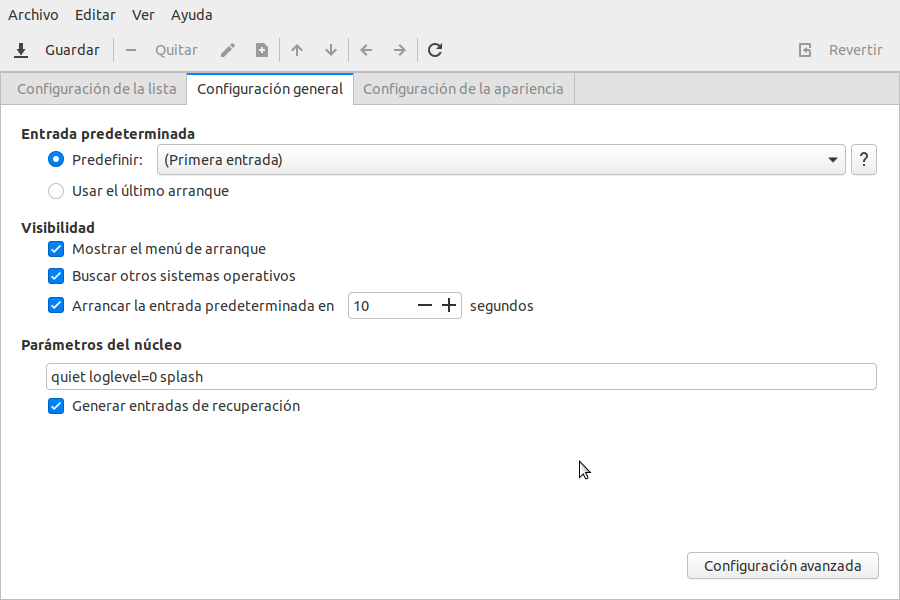 Archivo Editar Ver Ayuda
Guardar Quitar Revertir
Configuración de la lista Configuración general Configuración de la apariencia
Entrada predeterminada
Predefinir: (Primera entrada) ?
Usar el último arranque
Visibilidad
Mostrar el menú de arranque
Buscar otros sistemas operativos
Arrancar la entrada predeterminada en 10 segundos
Parámetros del núcleo
quiet loglevel=0 splash
Generar entradas de recuperación
Configuración avanzada